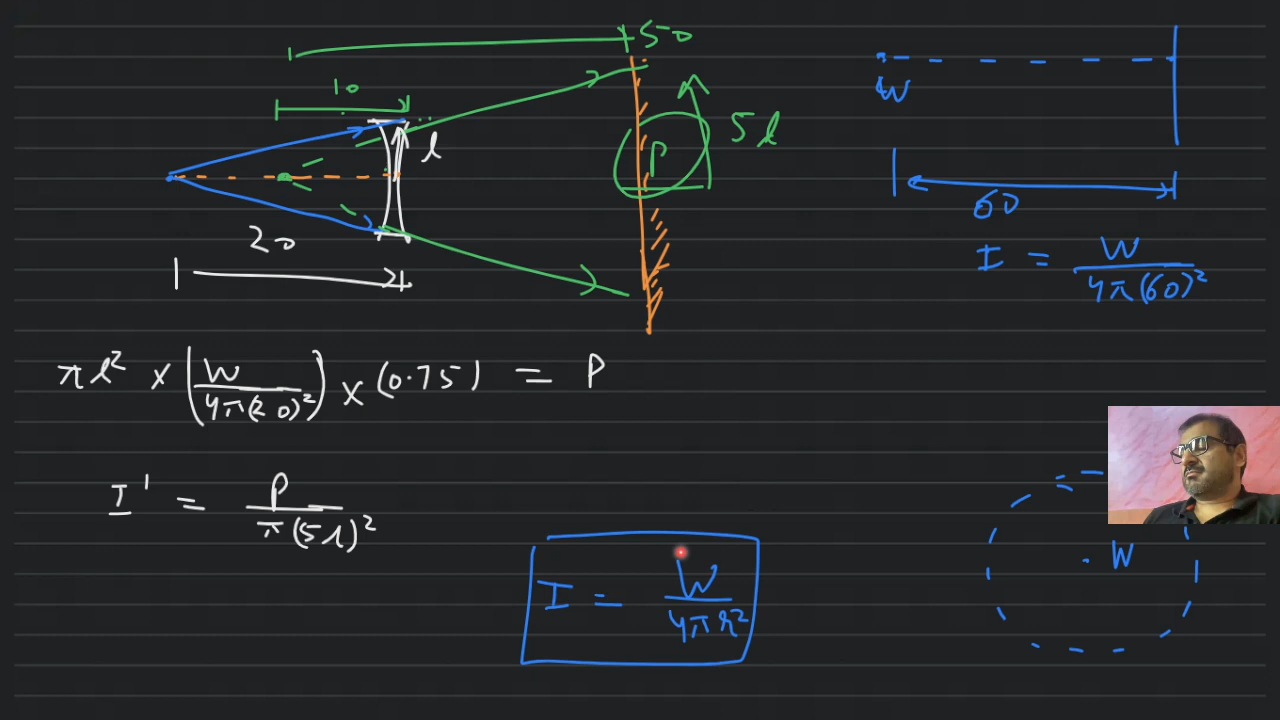 50
10
l
P
5l
20
W
60
I = W / 4π(60)²
πl² × (W / 4π(20)²) × (0.75) = P
I' = P / π(5l)²
I = W / 4πr²
W